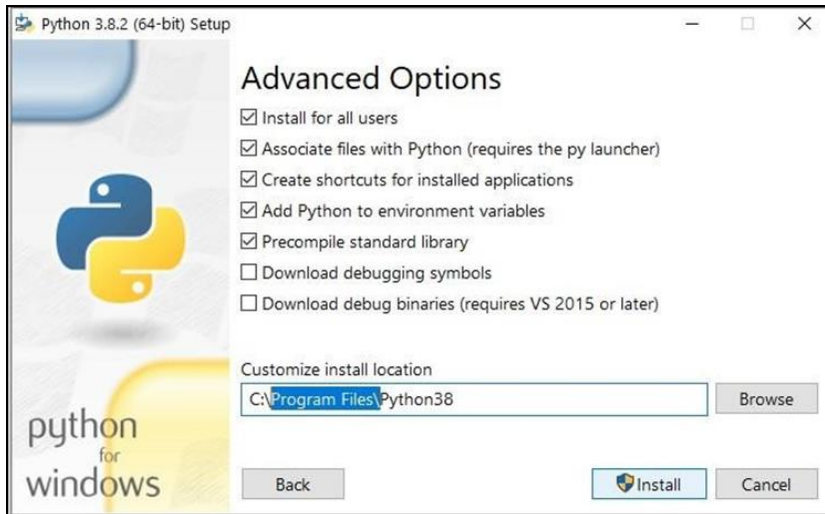 Python 3.8.2 (64-bit) Setup
Advanced Options
Install for all users
Associate files with Python (requires the py launcher)
Create shortcuts for installed applications
Add Python to environment variables
Precompile standard library
Download debugging symbols
Download debug binaries (requires VS 2015 or later)
Customize install location
C:\Program Files\Python38
Browse
python
for
windows
Back
Install
Cancel